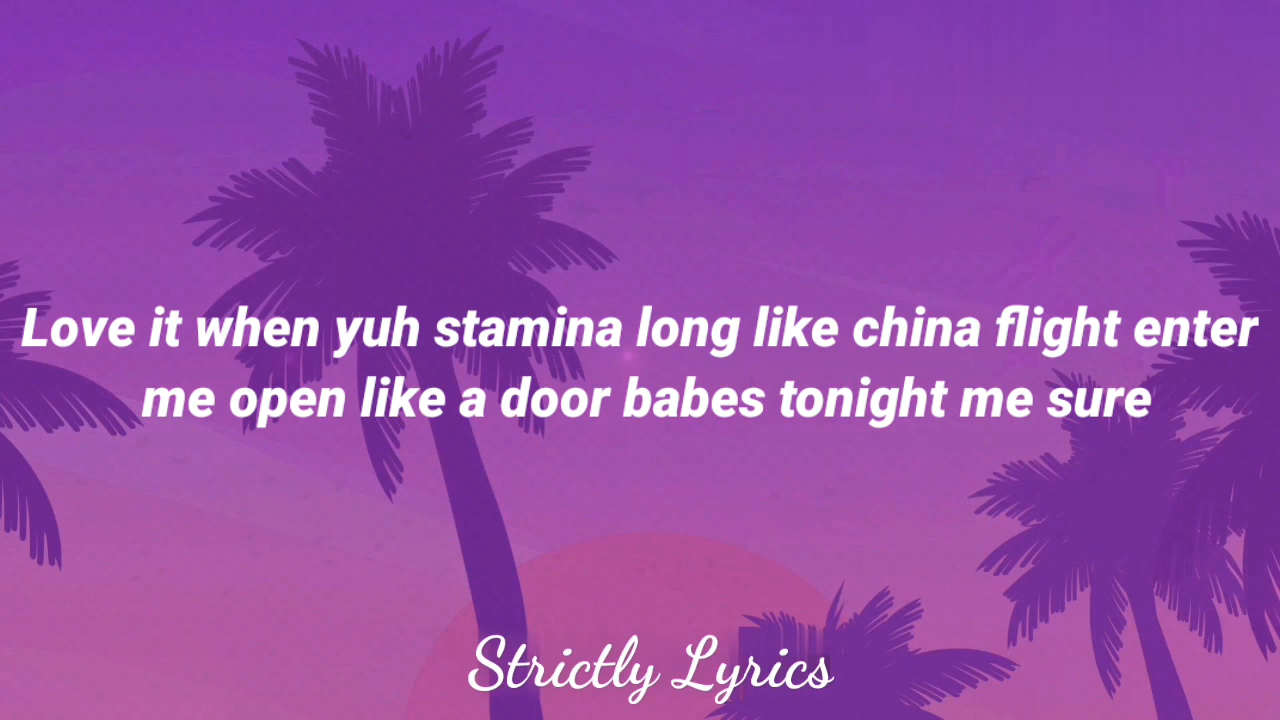 Love it when yuh stamina long like china flight enter
me open like a door babes tonight me sure
Strictly Lyrics